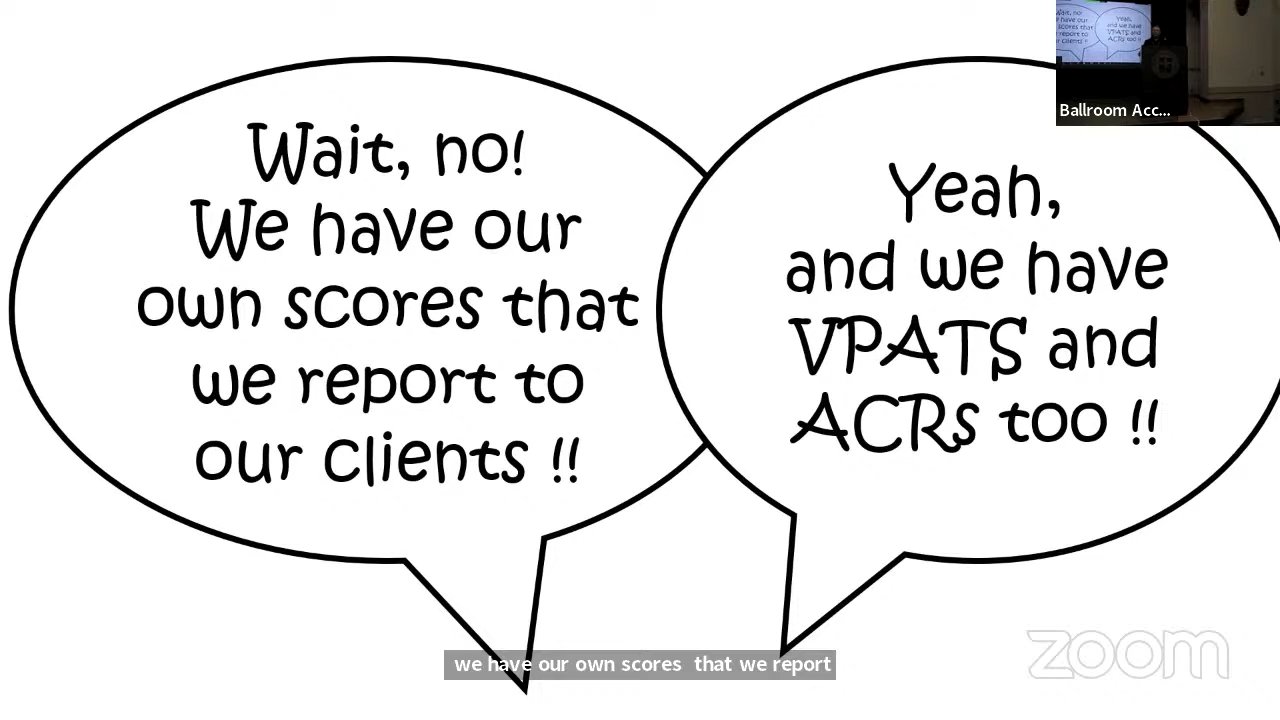 Wait, no!
We have our
own scores that
we report to
our clients !!
Yeah,
and we have
VPATS and
ACRs too !!
Ballroom Acc...
we have our own scores that we report
zoom